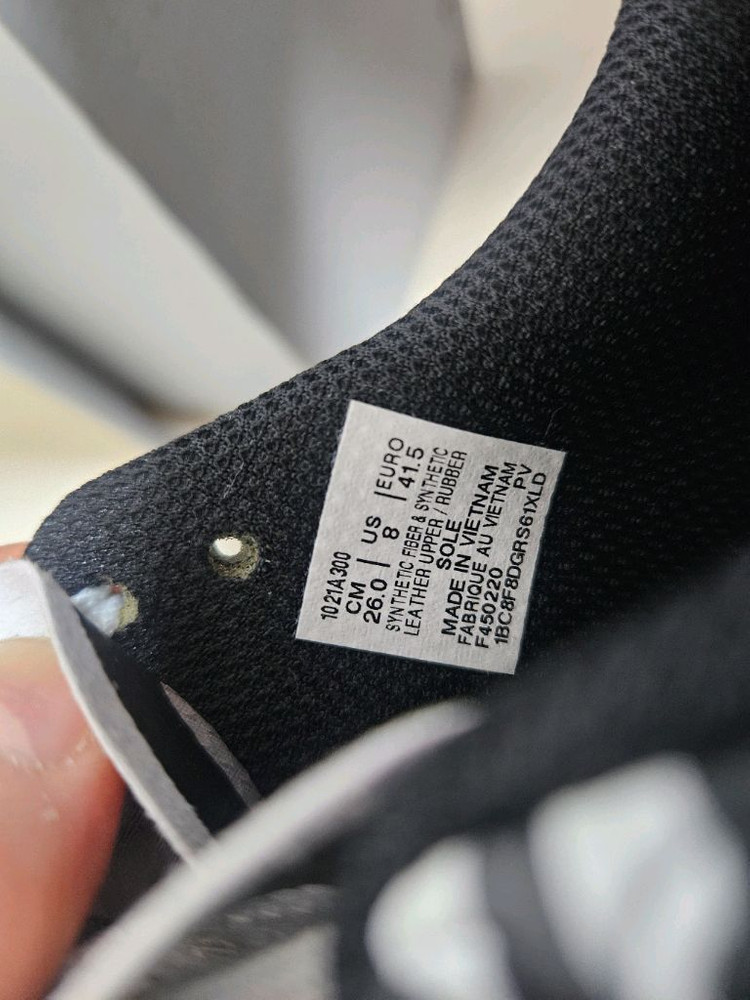 1021A300
CM | US | EURO
26.0 | 8 | 41.5
SYNTHETIC FIBER & SYNTHETIC
LEATHER UPPER / RUBBER
SOLE
MADE IN VIETNAM
FABRIQUE AU VIETNAM
F450220 PV
1BC8F8DGRS61XLD